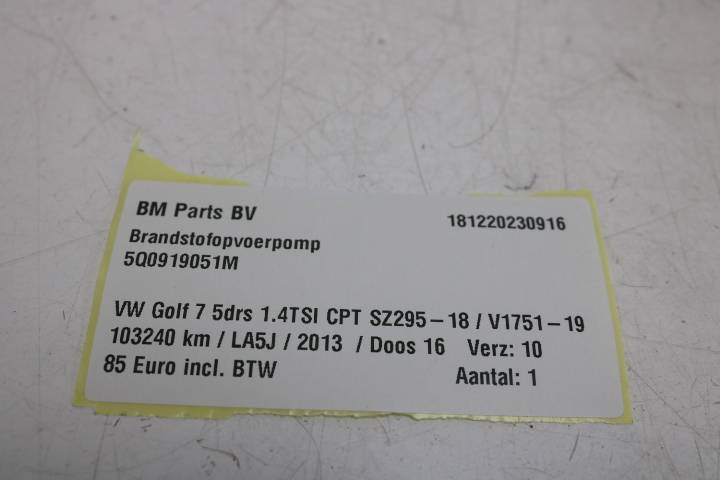 BM Parts BV 181220230916
Brandstofopvoerpomp
5Q0919051M
VW Golf 7 5drs 1.4TSI CPT SZ295-18 / V1751-19
103240 km / LA5J / 2013 / Doos 16 Verz: 10
85 Euro incl. BTW Aantal: 1